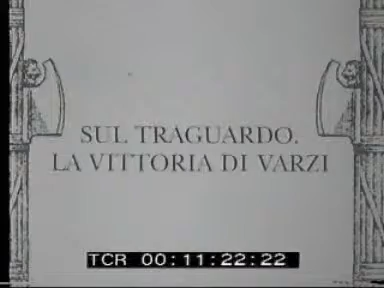 SUL TRAGUARDO.
LA VITTORIA DI VARZI
TCR 00:11:22:22